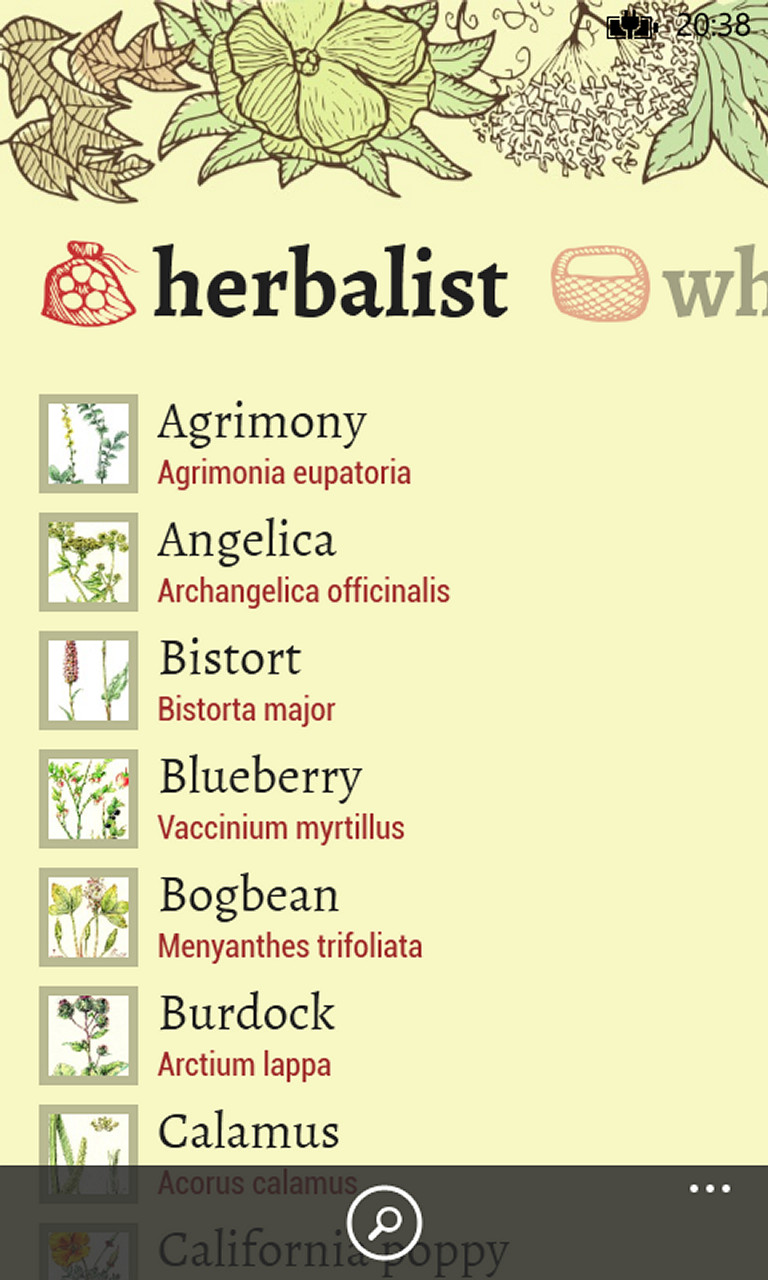 20:38
herbalist wh
Agrimony
Agrimonia eupatoria
Angelica
Archangelica officinalis
Bistort
Bistorta major
Blueberry
Vaccinium myrtillus
Bogbean
Menyanthes trifoliata
Burdock
Arctium lappa
Calamus
Acorus calamus
California poppy